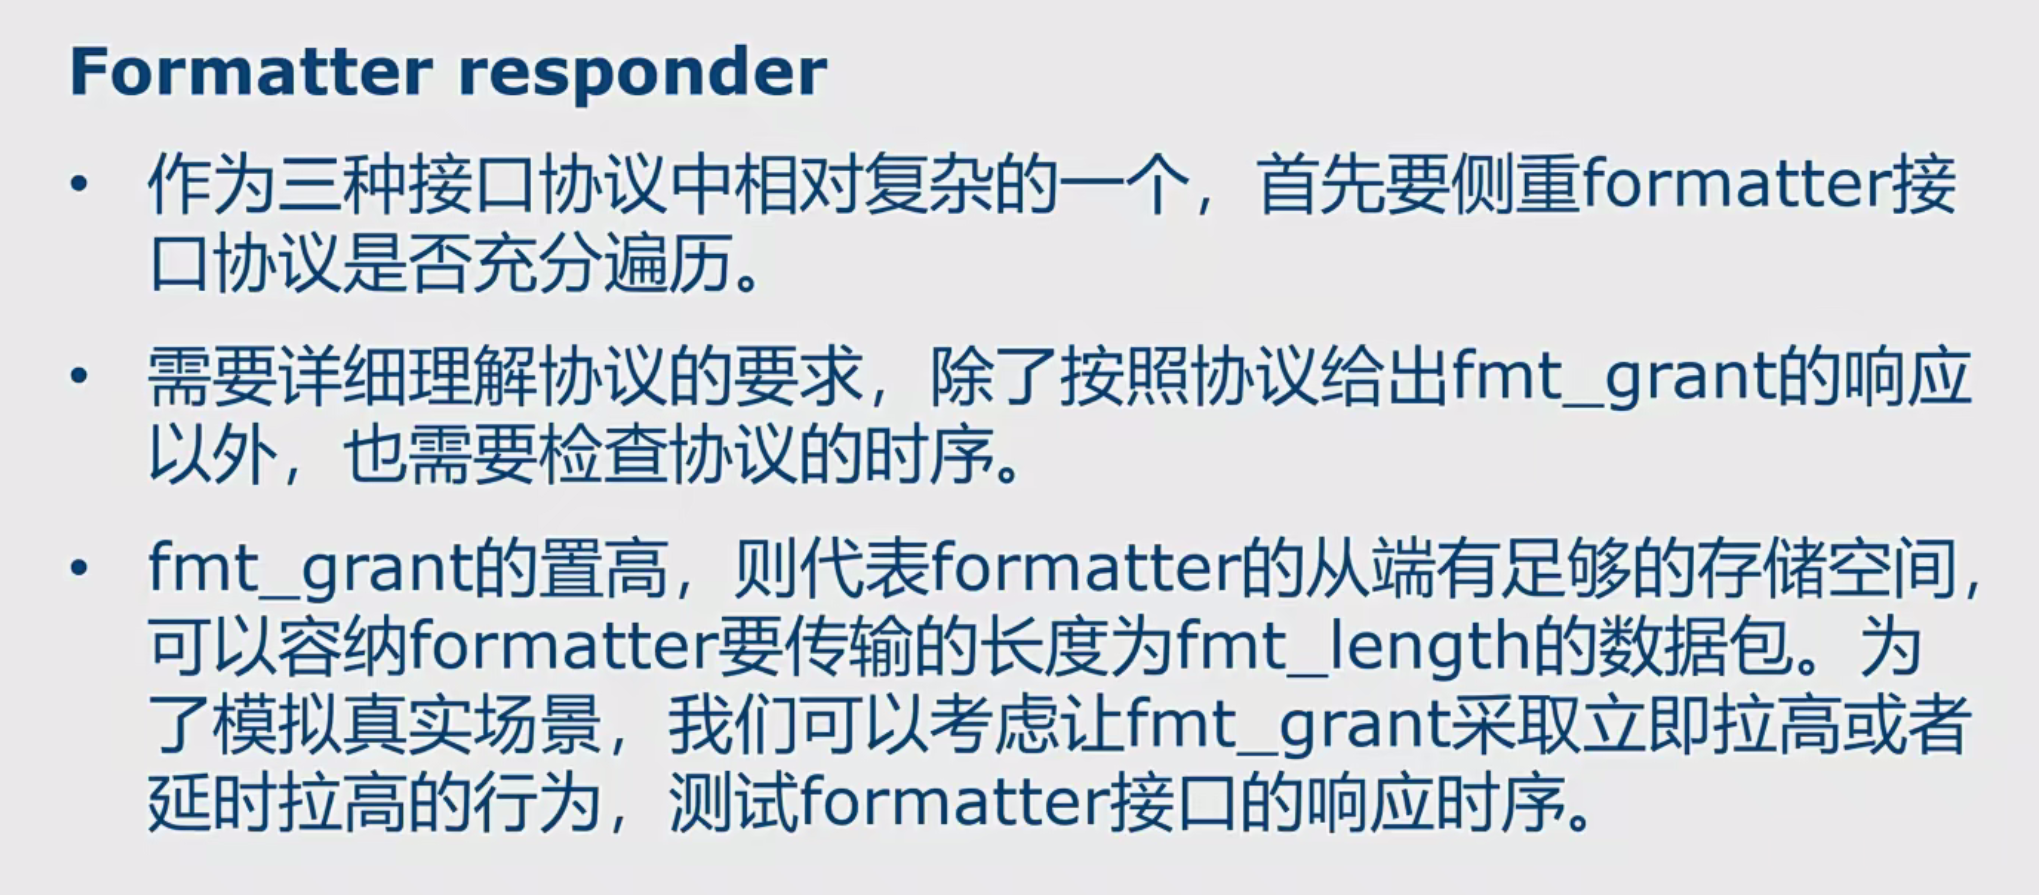 Formatter responder
• 作为三种接口协议中相对复杂的一个，首先要侧重formatter接
口协议是否充分遍历。
• 需要详细理解协议的要求，除了按照协议给出fmt_grant的响应
以外，也需要检查协议的时序。
• fmt_grant的置高，则代表formatter的从端有足够的存储空间，
可以容纳formatter要传输的长度为fmt_length的数据包。为
了模拟真实场景，我们可以考虑让fmt_grant采取立即拉高或者
延时拉高的行为，测试formatter接口的响应时序。